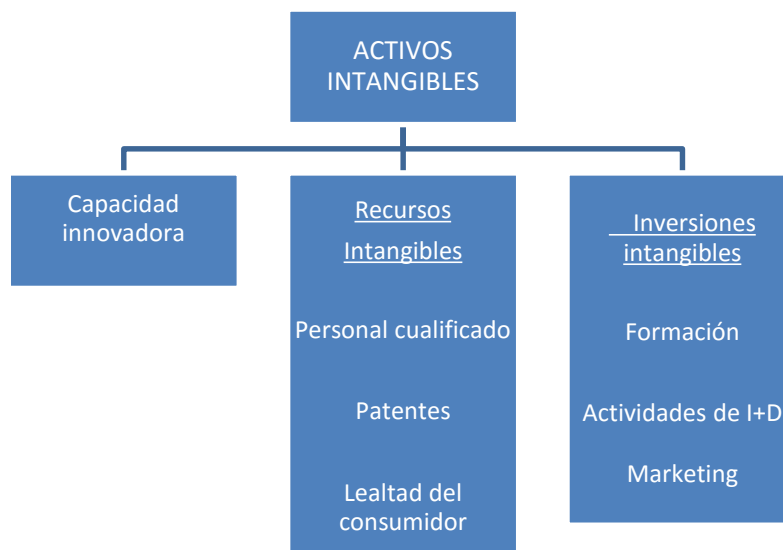 ACTIVOS
INTANGIBLES
Capacidad
innovadora
Recursos
Intangibles
Personal cualificado
Patentes
Lealtad del
consumidor
Inversiones
intangibles
Formación
Actividades de I+D
Marketing